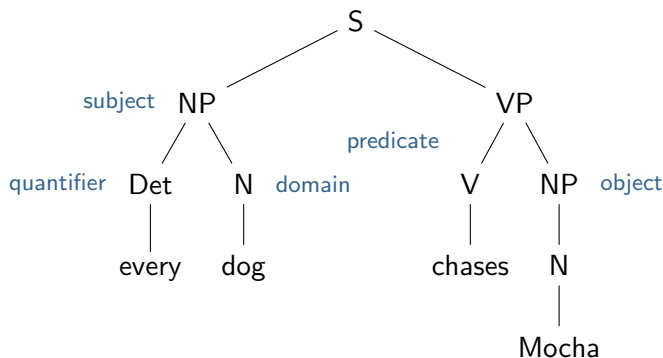 S
subject NP VP
predicate
quantifier Det N domain V NP object
every dog chases N
Mocha